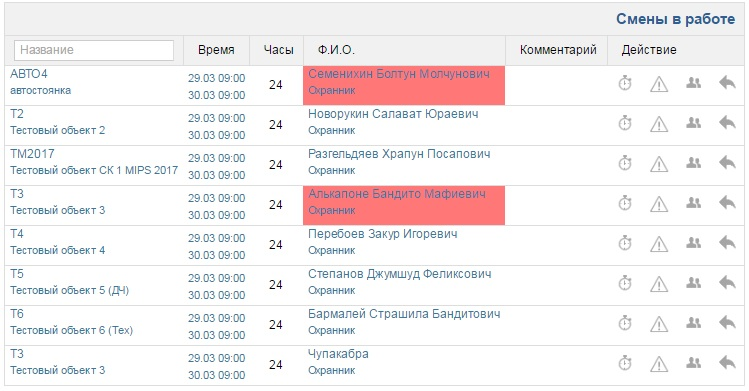 Смены в работе
Название Время Часы Ф.И.О. Комментарий Действие
АВТО4 29.03 09:00 24 Семенихин Болтун Молчунович
автостоянка 30.03 09:00 Охранник
Т2 29.03 09:00 24 Новорукин Салават Юраевич
Тестовый объект 2 30.03 09:00 Охранник
ТМ2017 29.03 09:00 24 Разгельдяев Храпун Посапович
Тестовый объект СК 1 MIPS 2017 30.03 09:00 Охранник
Т3 29.03 09:00 24 Алькапоне Бандито Мафиевич
Тестовый объект 3 30.03 09:00 Охранник
Т4 29.03 09:00 24 Перебоев Закур Игоревич
Тестовый объект 4 30.03 09:00 Охранник
Т5 29.03 09:00 24 Степанов Джумшуд Феликсович
Тестовый объект 5 (ДЧ) 30.03 09:00 Охранник
Т6 29.03 09:00 24 Бармалей Страшила Бандитович
Тестовый объект 6 (Тех) 30.03 09:00 Охранник
Т3 29.03 09:00 24 Чупакабра
Тестовый объект 3 30.03 09:00 Охранник